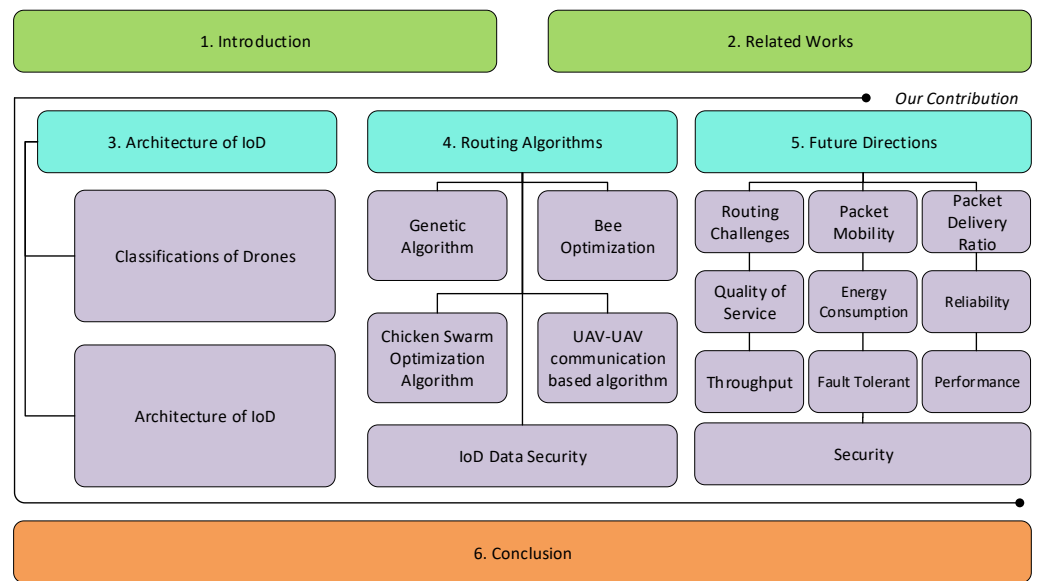 1. Introduction
2. Related Works
Our Contribution
3. Architecture of IoD
Classifications of Drones
Architecture of IoD
4. Routing Algorithms
Genetic
Algorithm
Bee
Optimization
Chicken Swarm
Optimization
Algorithm
UAV-UAV
communication
based algorithm
IoD Data Security
5. Future Directions
Routing
Challenges
Packet
Mobility
Packet
Delivery
Ratio
Quality of
Service
Energy
Consumption
Reliability
Throughput
Fault Tolerant
Performance
Security
6. Conclusion